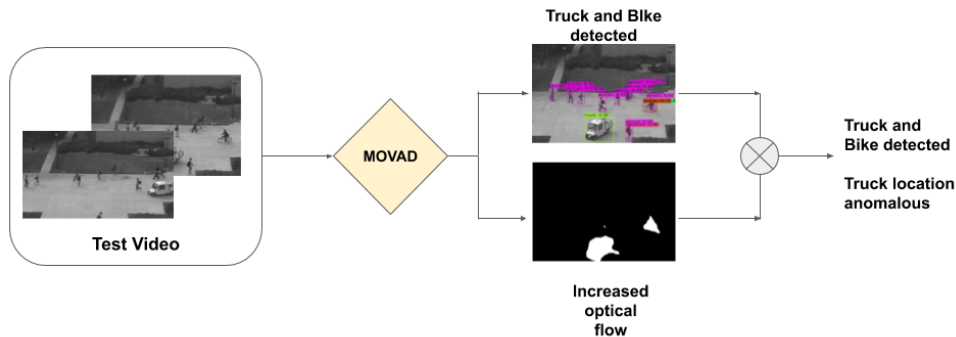 Truck and BIke
detected
MOVAD
Test Video
Increased
optical
flow
Truck and
Bike detected
Truck location
anomalous